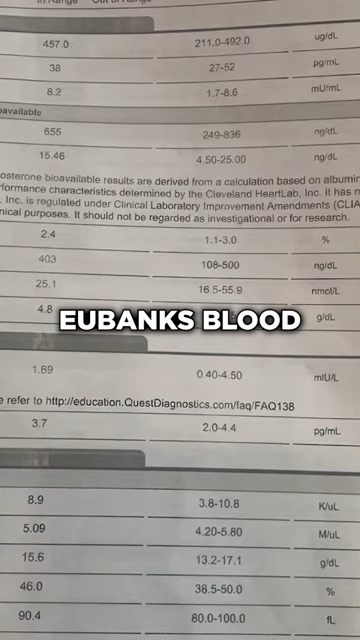 In Range Out of Range
457.0 211.0-492.0 ug/dL
38 27-52 pg/mL
8.2 1.7-8.6 mU/mL
oavailable
655 249-836 ng/dL
15.46 4.50-25.00 ng/dL
osterone bioavailable results are derived from a calculation based on albumin
formance characteristics determined by the Cleveland HeartLab, Inc. It has n
, Inc. is regulated under Clinical Laboratory Improvement Amendments (CLIA
nical purposes. It should not be regarded as investigational or for research.
2.4 1.1-3.0 %
403 108-500 ng/dL
25.1 16.5-55.9 nmol/L
4.8 g/dL
EUBANKS BLOOD
1.69 0.40-4.50 mIU/L
e refer to http://education.QuestDiagnostics.com/faq/FAQ138
3.7 2.0-4.4 pg/mL
8.9 3.8-10.8 K/uL
5.09 4.20-5.80 M/uL
15.6 13.2-17.1 g/dL
46.0 38.5-50.0 %
90.4 80.0-100.0 fL